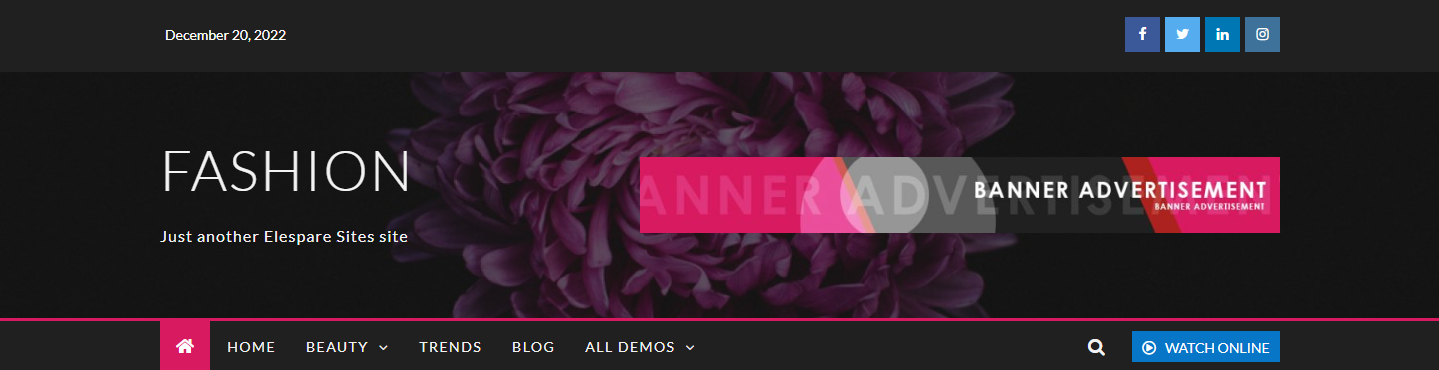 December 20, 2022
FASHION
Just another Elespare Sites site
BANNER ADVERTISEMENT
BANNER ADVERTISEMENT
BANNER ADVERTISEMENT
HOME BEAUTY TRENDS BLOG ALL DEMOS WATCH ONLINE